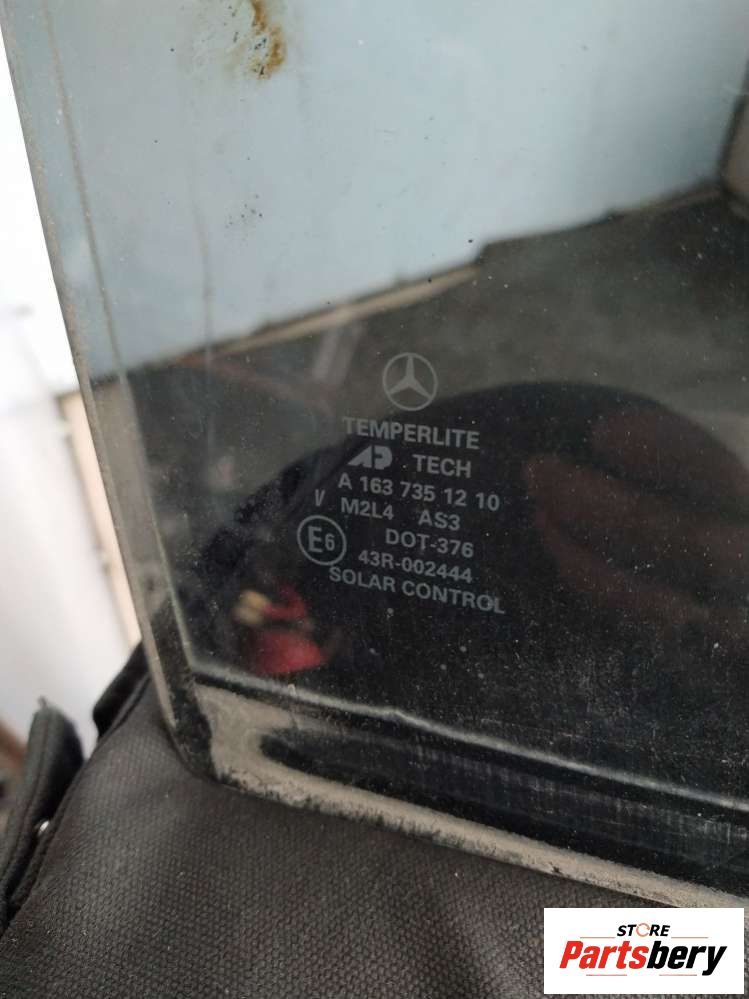 TEMPERLITE
AP TECH
A 163 735 12 10
V M2L4 AS3
DOT-376
E6
43R-002444
SOLAR CONTROL
STORE
Partsbery